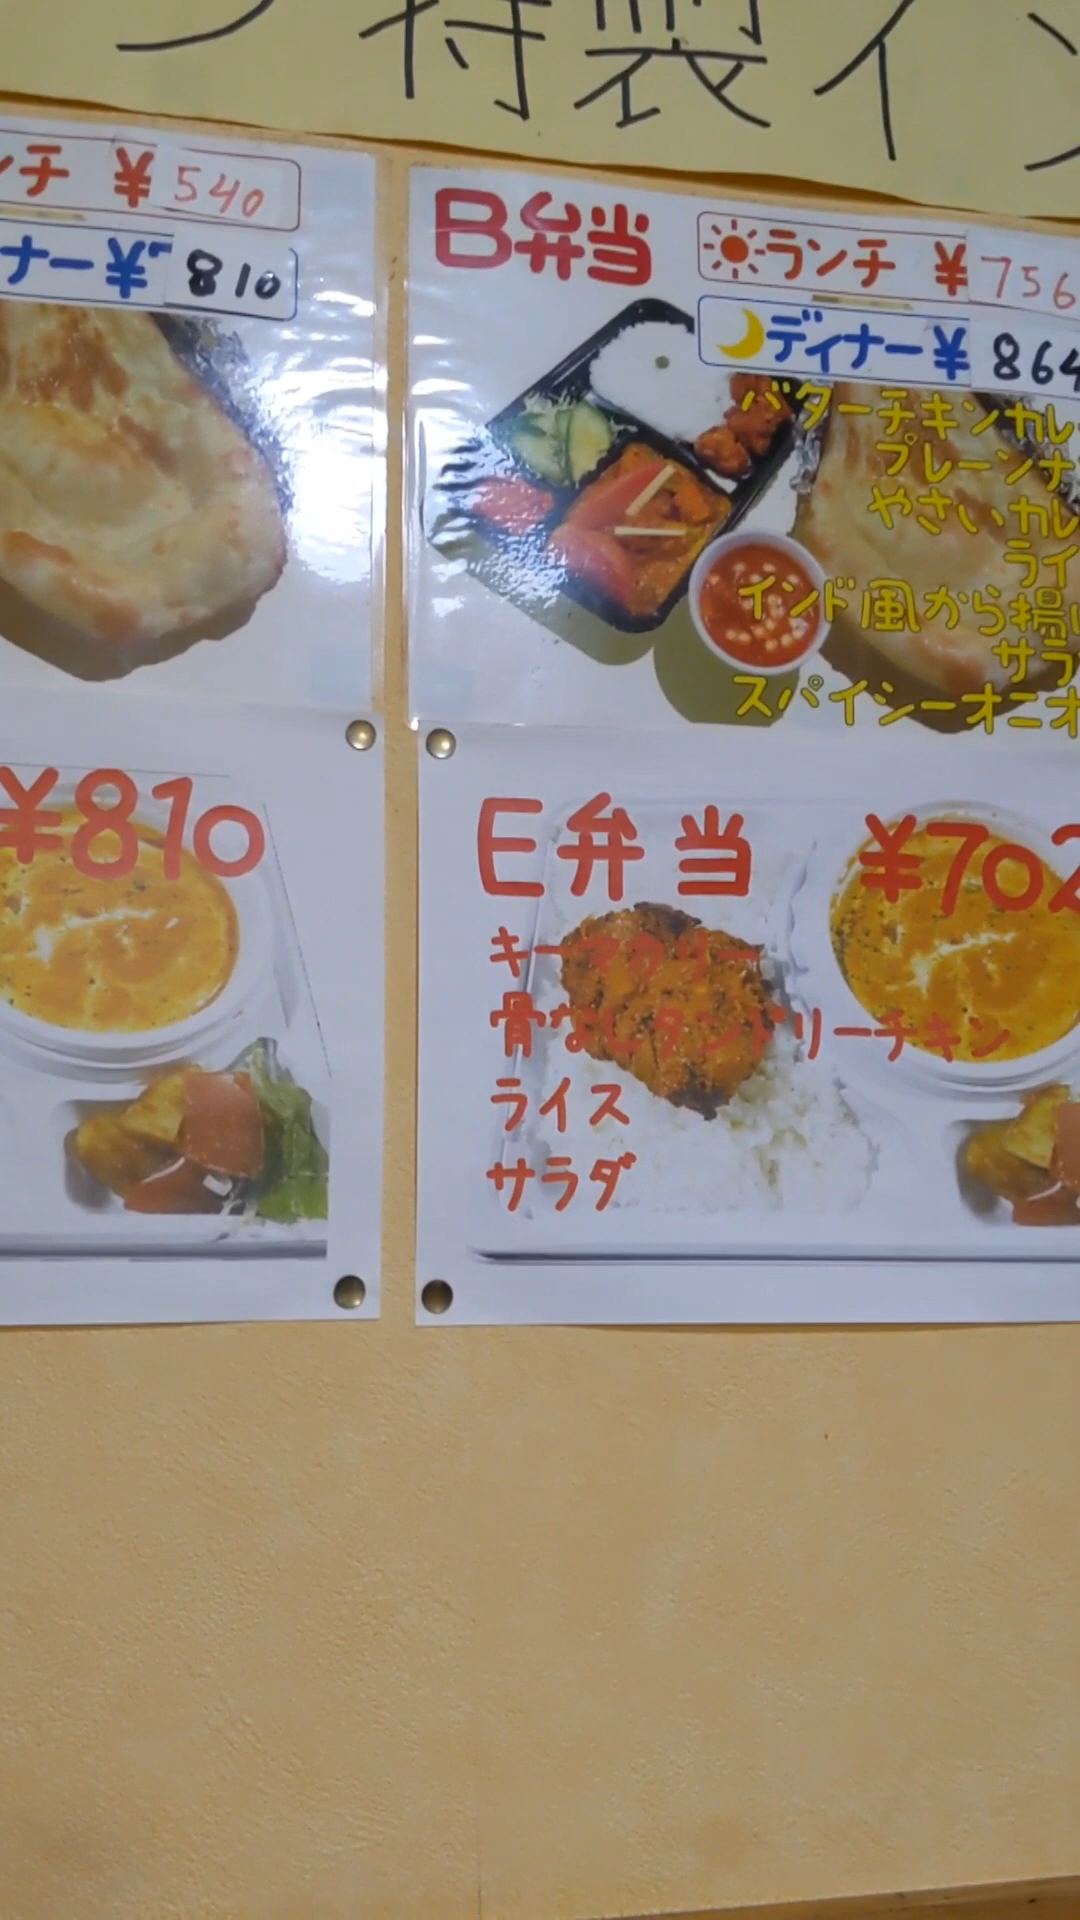 特製イ
ンチ ¥540
ナー¥ 810
B弁当
ランチ ¥756
ディナー¥864
バターチキンカレ
プレーンナ
やさいカレ
ライ
インド風から揚げ
サラ
スパイシーオニオ
¥810
E弁当 ¥702
キーマカリー
骨なしタンドリーチキン
ライス
サラダ